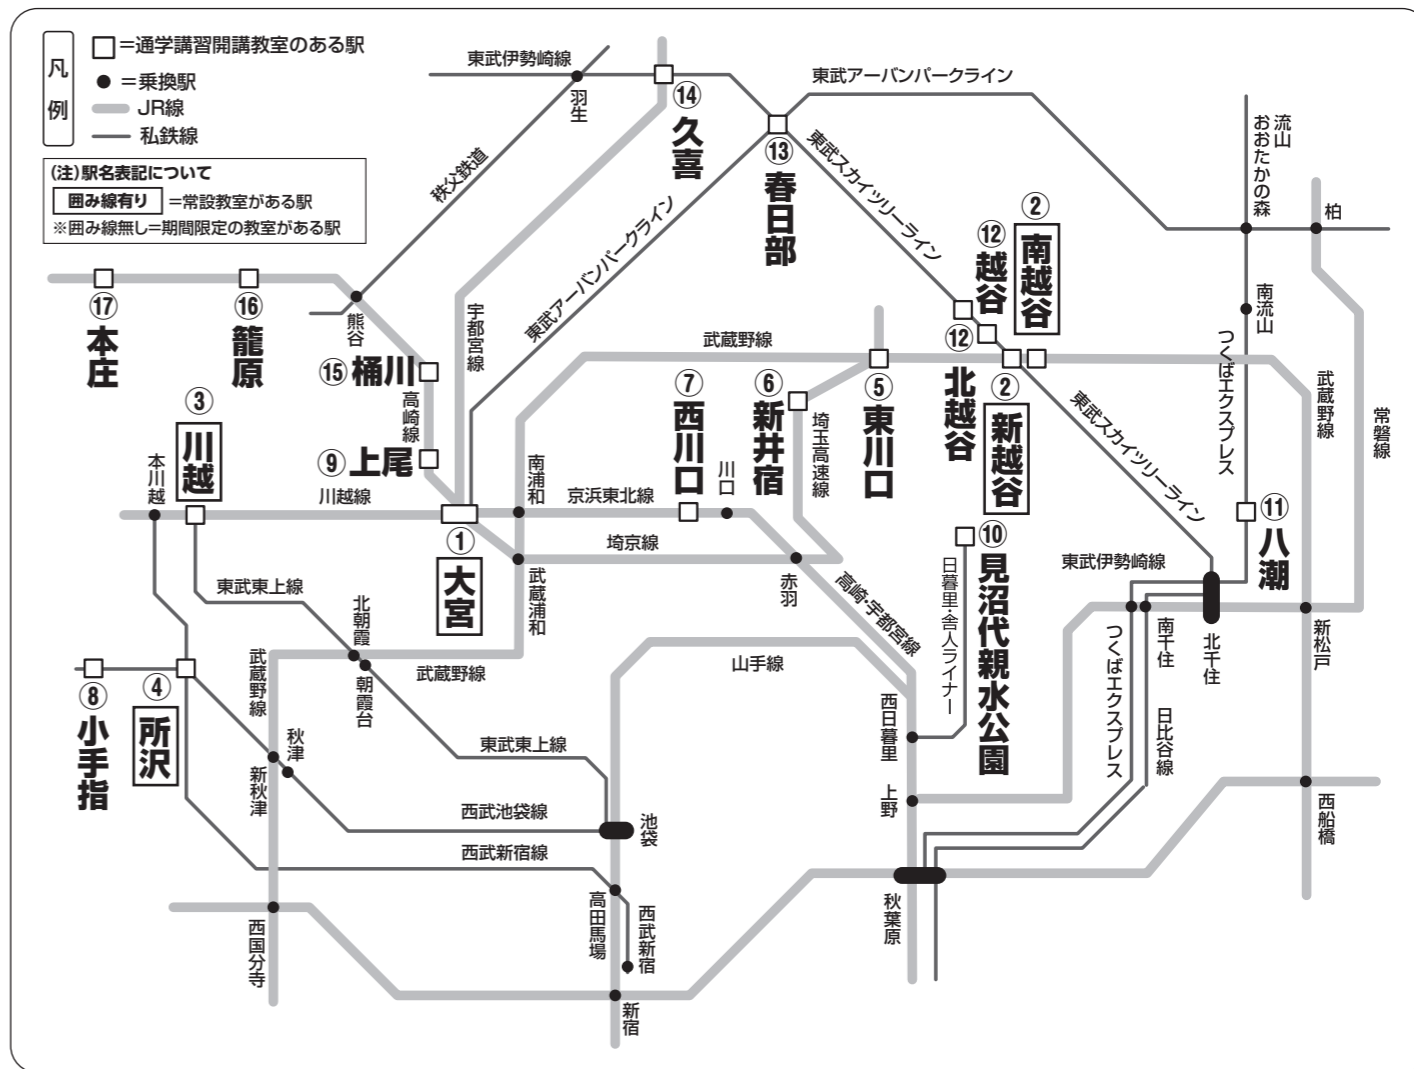 凡例
□=通学講習開講教室のある駅
●=乗換駅
JR線
私鉄線
(注)駅名表記について
囲み線有り=常設教室がある駅
※囲み線無し=期間限定の教室がある駅
東武伊勢崎線
羽生
⑭
久喜
東武アーバンパークライン
⑬
春日部
秩父鉄道
東武スカイツリーライン
流山おおたかの森
柏
⑰
本庄
⑯
籠原
熊谷
宇都宮線
東武アーバンパークライン
⑫
越谷
②
南越谷
南流山
⑮桶川
高崎線
武蔵野線
⑫
北越谷
②
新越谷
つくばエクスプレス
武蔵野線
常磐線
③
川越
⑨上尾
⑦
西川口
⑥
新井宿
⑤
東川口
埼玉高速線
東武スカイツリーライン
本川越
川越線
南浦和
京浜東北線
川口
①
大宮
埼京線
武蔵浦和
赤羽
⑩
見沼代親水公園
⑪
八潮
東武東上線
北朝霞
朝霞台
高崎・宇都宮線
日暮里・舎人ライナー
東武伊勢崎線
つくばエクスプレス
南千住
北千住
新松戸
⑧
小手指
④
所沢
武蔵野線
武蔵野線
山手線
西日暮里
日比谷線
秋津
新秋津
東武東上線
上野
西武池袋線
池袋
西船橋
西武新宿線
高田馬場
西武新宿
秋葉原
西国分寺
新宿